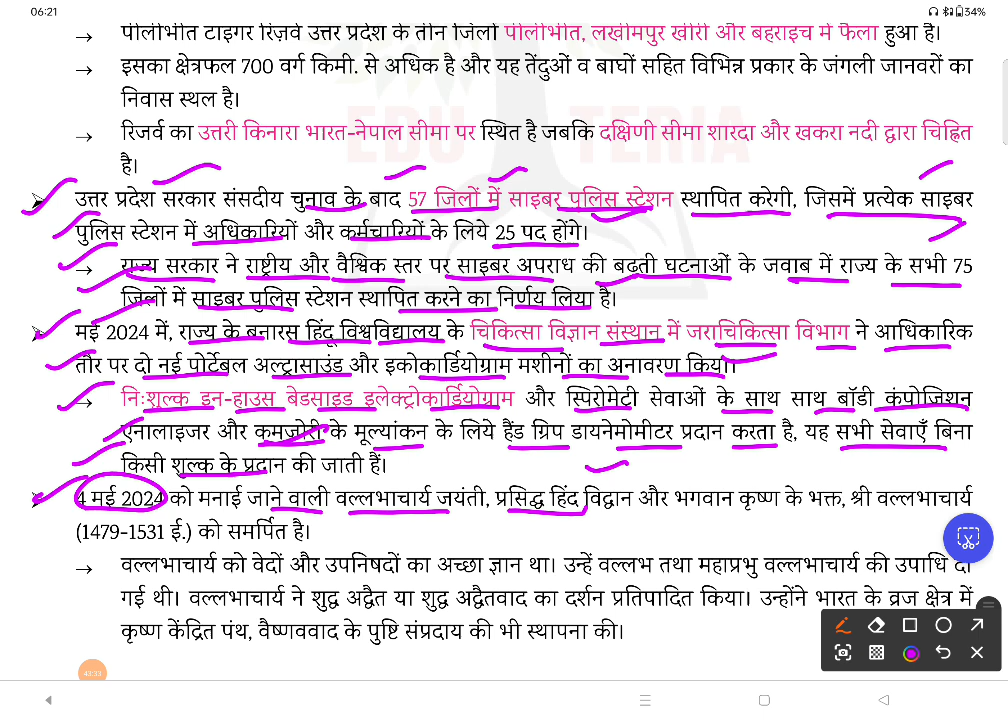 06:21
34%
→ पीलीभीत टाइगर रिज़र्व उत्तर प्रदेश के तीन जिलों पीलीभीत, लखीमपुर खीरी और बहराइच में फैला हुआ है।
→ इसका क्षेत्रफल 700 वर्ग किमी. से अधिक है और यह तेंदुओं व बाघों सहित विभिन्न प्रकार के जंगली जानवरों का
निवास स्थल है।
→ रिजर्व का उत्तरी किनारा भारत-नेपाल सीमा पर स्थित है जबकि दक्षिणी सीमा शारदा और खकरा नदी द्वारा चिह्नित
है।
EDU TERIA
➤ उत्तर प्रदेश सरकार संसदीय चुनाव के बाद 57 जिलों में साइबर पुलिस स्टेशन स्थापित करेगी, जिसमें प्रत्येक साइबर
पुलिस स्टेशन में अधिकारियों और कर्मचारियों के लिये 25 पद होंगे।
→ राज्य सरकार ने राष्ट्रीय और वैश्विक स्तर पर साइबर अपराध की बढ़ती घटनाओं के जवाब में राज्य के सभी 75
जिलों में साइबर पुलिस स्टेशन स्थापित करने का निर्णय लिया है।
➤ मई 2024 में, राज्य के बनारस हिंदू विश्वविद्यालय के चिकित्सा विज्ञान संस्थान में जराचिकित्सा विभाग ने आधिकारिक
तौर पर दो नई पोर्टेबल अल्ट्रासाउंड और इकोकार्डियोग्राम मशीनों का अनावरण किया।
→ निःशुल्क इन-हाउस बेडसाइड इलेक्ट्रोकार्डियोग्राम और स्पिरोमेट्री सेवाओं के साथ साथ बॉडी कंपोजिशन
एनालाइजर और कमज़ोरी के मूल्यांकन के लिये हैंड ग्रिप डायनेमोमीटर प्रदान करता है, यह सभी सेवाएँ बिना
किसी शुल्क के प्रदान की जाती हैं।
➤ 4 मई 2024 को मनाई जाने वाली वल्लभाचार्य जयंती, प्रसिद्ध हिंदू विद्वान और भगवान कृष्ण के भक्त, श्री वल्लभाचार्य
(1479-1531 ई.) को समर्पित है।
→ वल्लभाचार्य को वेदों और उपनिषदों का अच्छा ज्ञान था। उन्हें वल्लभ तथा महाप्रभु वल्लभाचार्य की उपाधि दी
गई थी। वल्लभाचार्य ने शुद्ध अद्वैत या शुद्ध अद्वैतवाद का दर्शन प्रतिपादित किया। उन्होंने भारत के व्रज क्षेत्र में
कृष्ण केंद्रित पंथ, वैष्णववाद के पुष्टि संप्रदाय की भी स्थापना की।